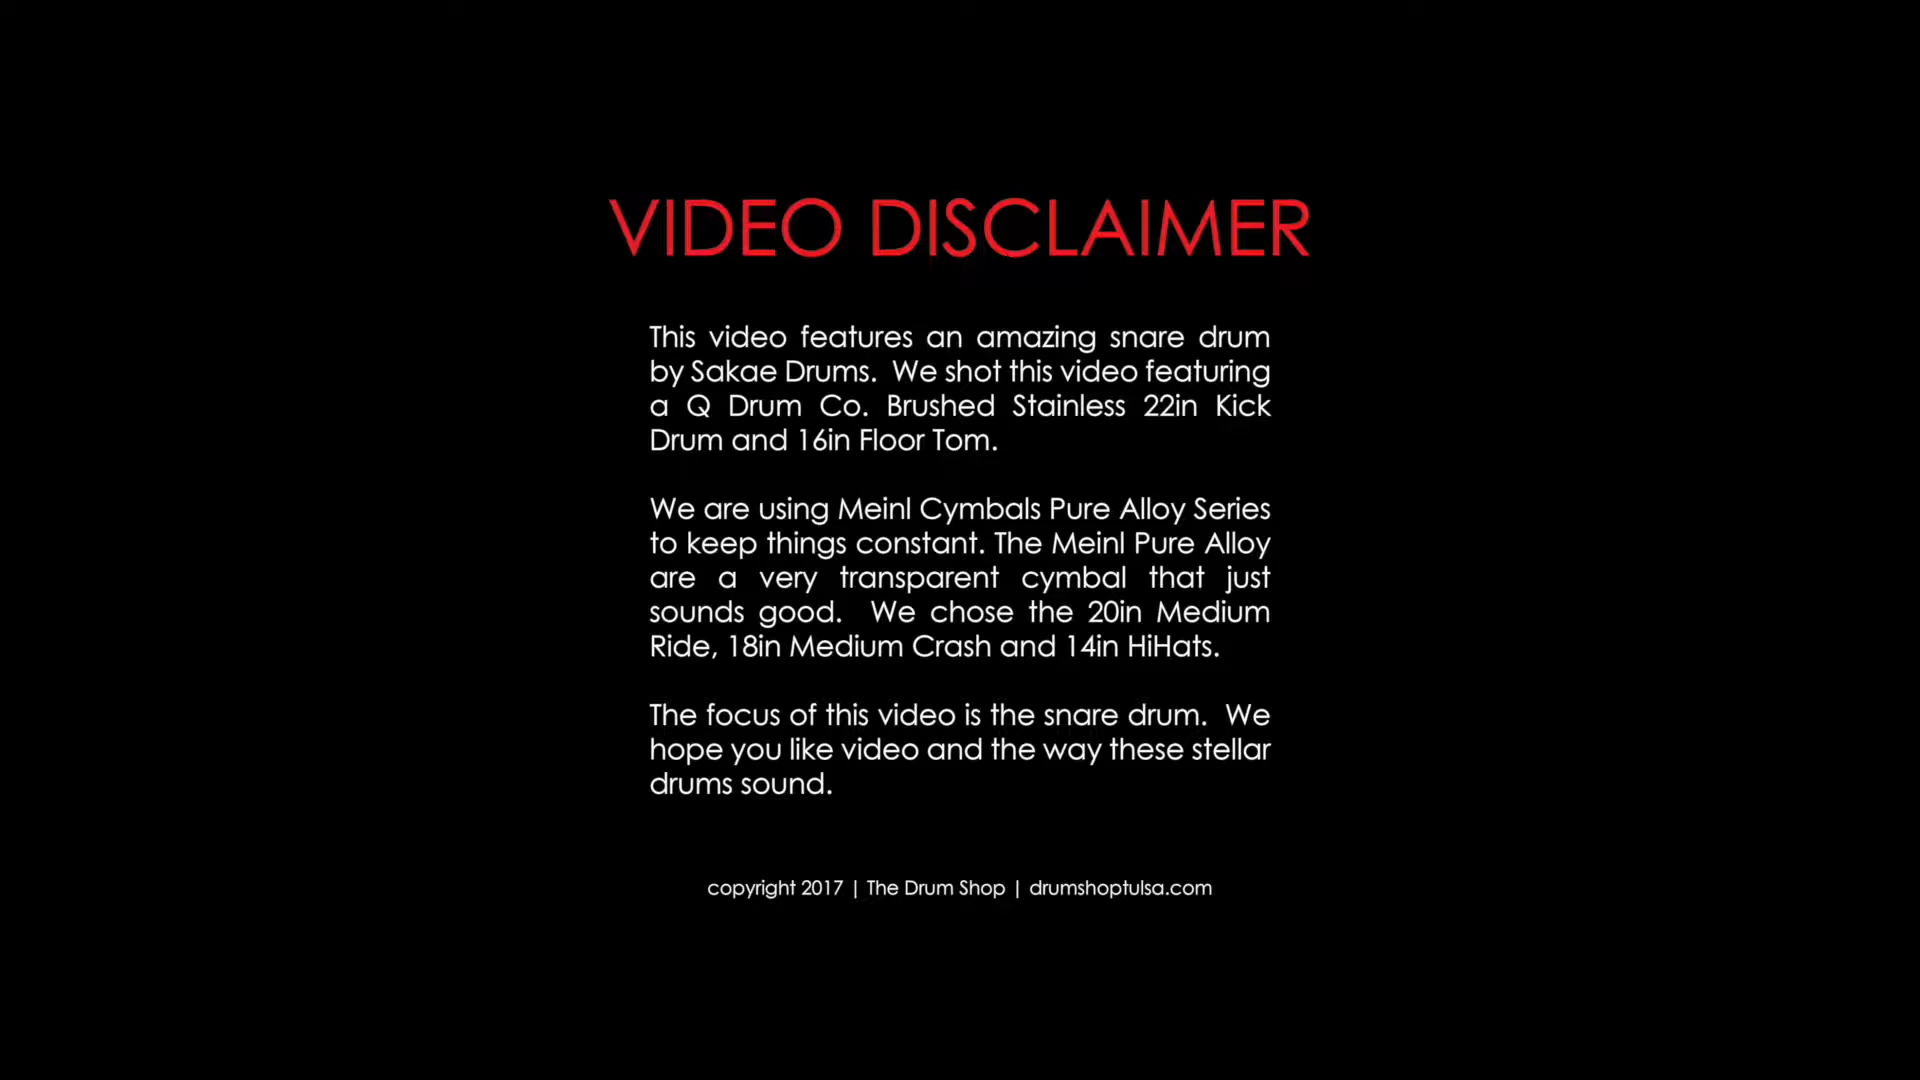 VIDEO DISCLAIMER
This video features an amazing snare drum
by Sakae Drums.  We shot this video featuring
a Q Drum Co. Brushed Stainless 22in Kick
Drum and 16in Floor Tom.
We are using Meinl Cymbals Pure Alloy Series
to keep things constant. The Meinl Pure Alloy
are a very transparent cymbal that just
sounds good.  We chose the 20in Medium
Ride, 18in Medium Crash and 14in HiHats.
The focus of this video is the snare drum.  We
hope you like video and the way these stellar
drums sound.
copyright 2017 | The Drum Shop | drumshoptulsa.com